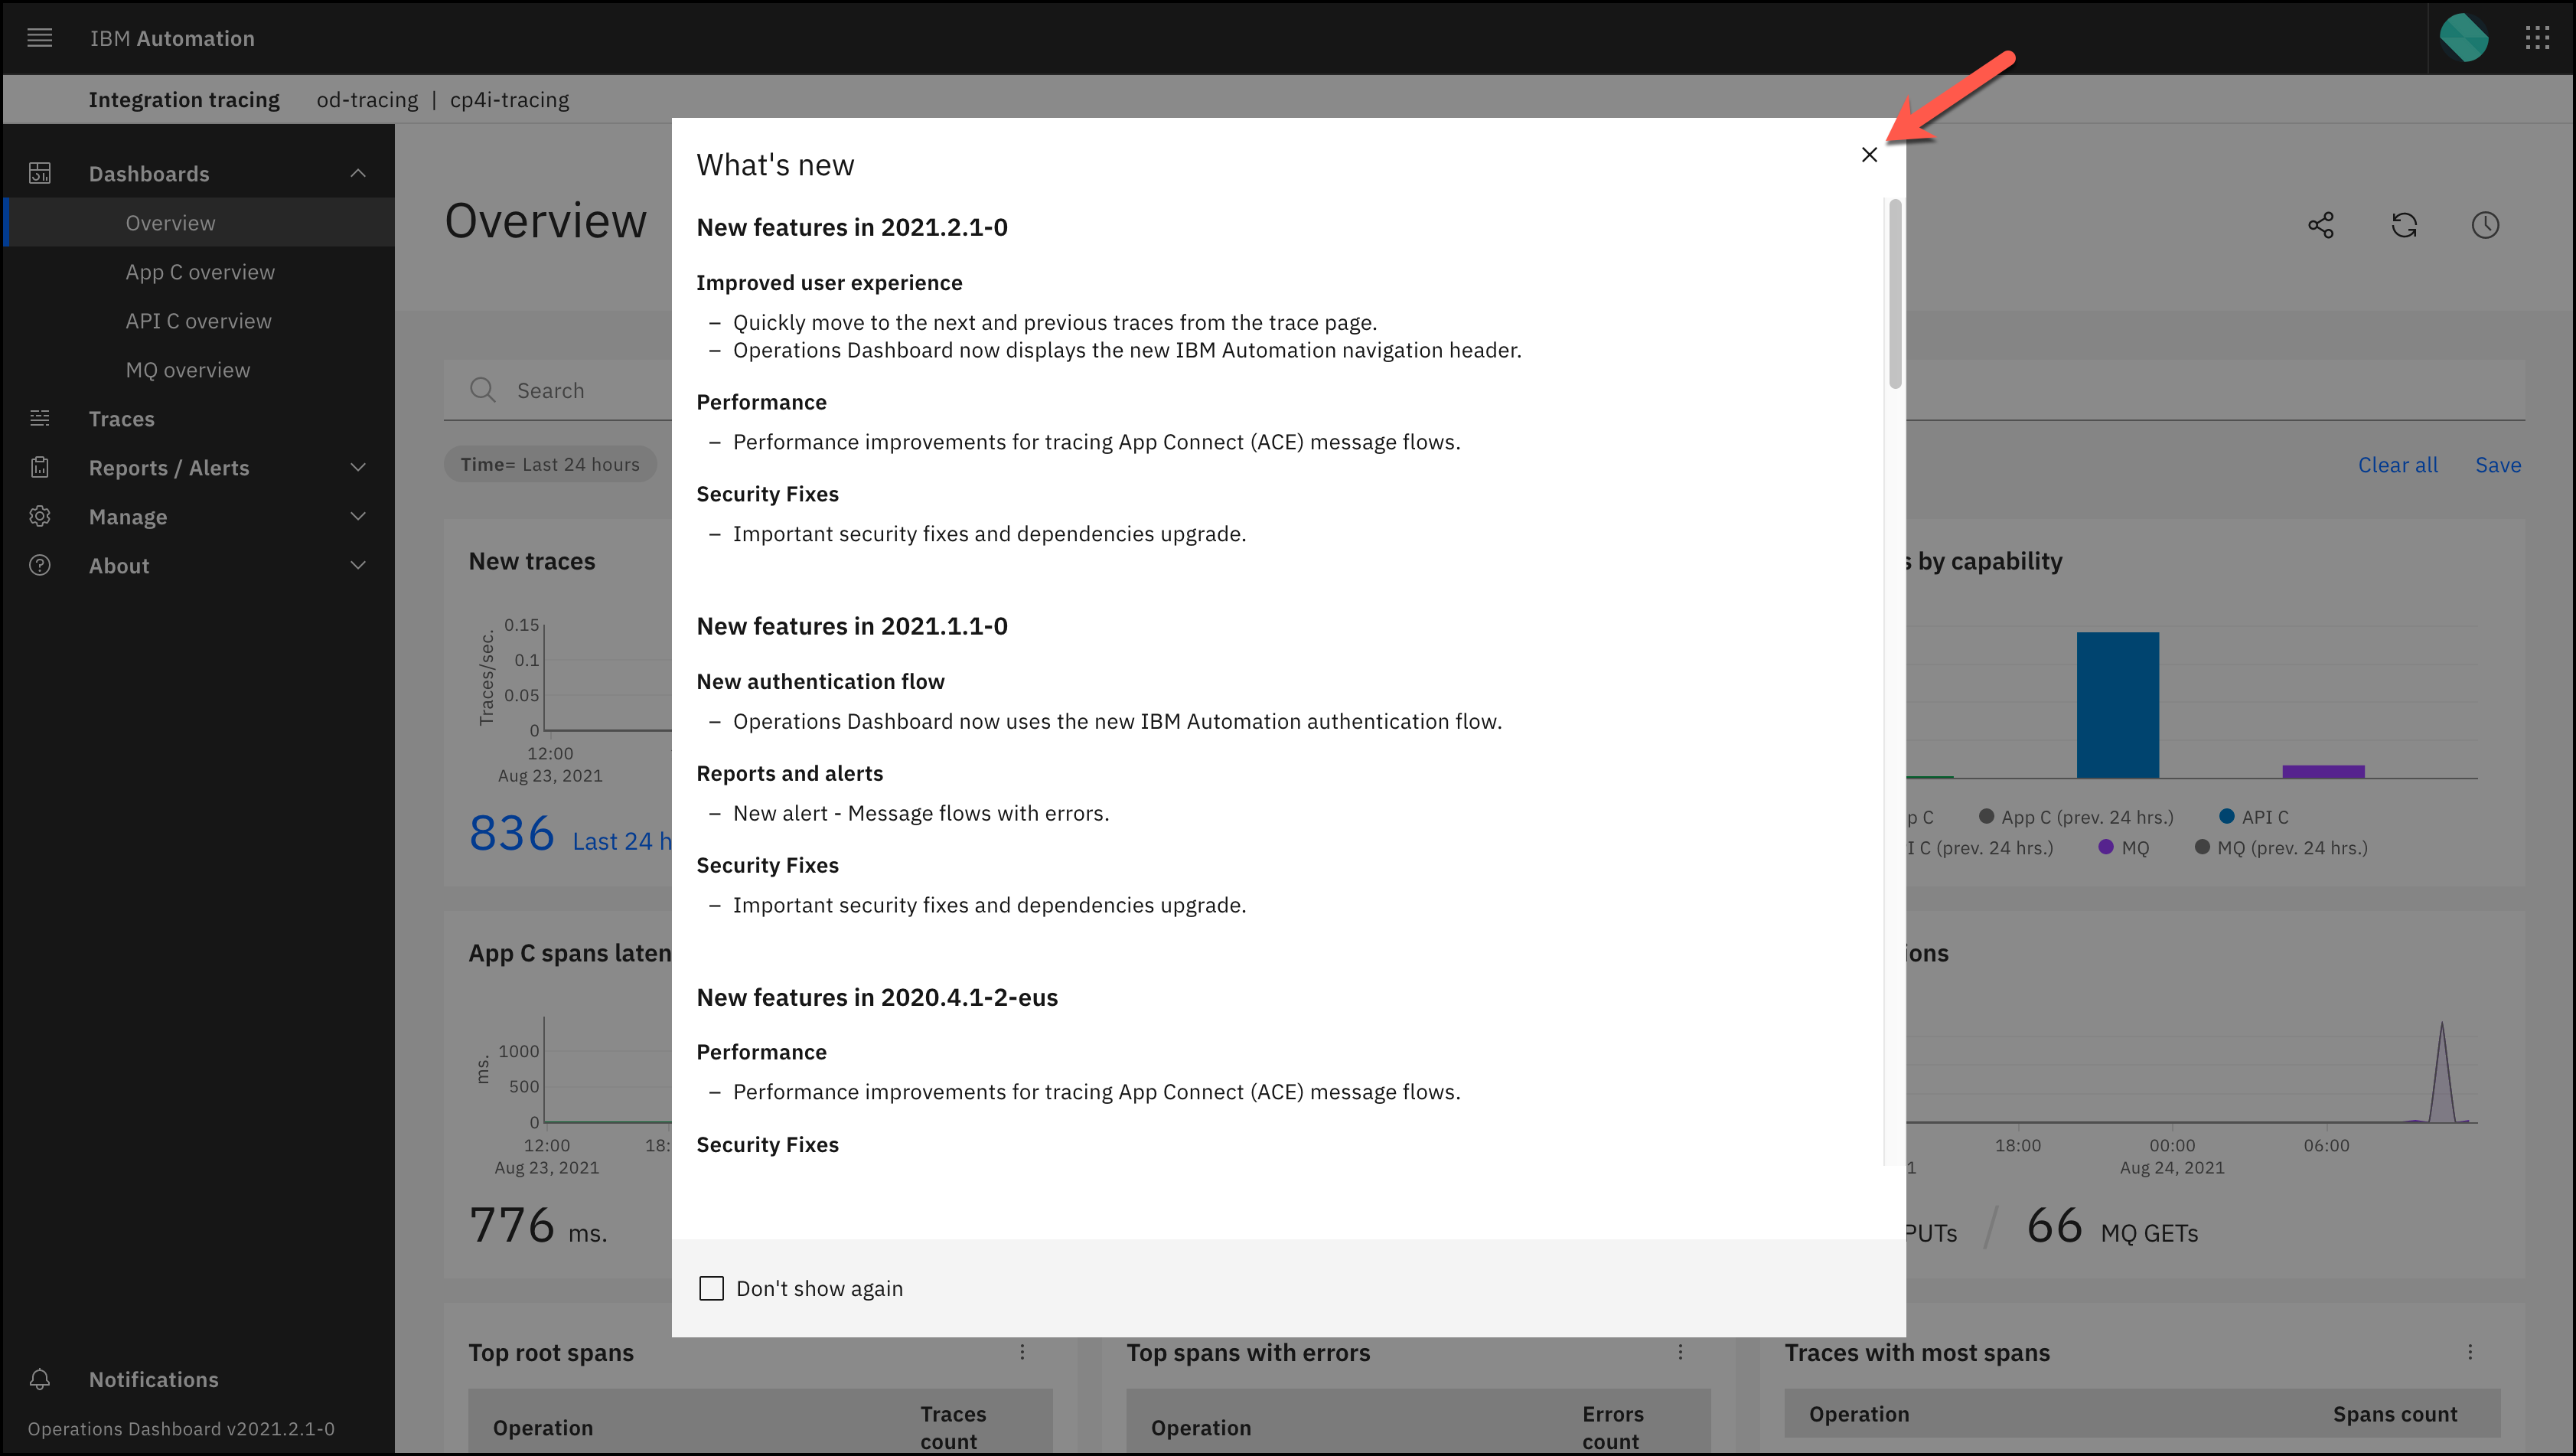 IBM Automation
Integration tracing od-tracing | cp4i-tracing
Dashboards
Overview
App C overview
API C overview
MQ overview
Traces
Reports / Alerts
Manage
About
Notifications
Operations Dashboard v2021.2.1-0
Overview
Search
Time= Last 24 hours
Clear all Save
What's new
New features in 2021.2.1-0
Improved user experience
– Quickly move to the next and previous traces from the trace page.
– Operations Dashboard now displays the new IBM Automation navigation header.
Performance
– Performance improvements for tracing App Connect (ACE) message flows.
Security Fixes
– Important security fixes and dependencies upgrade.
New features in 2021.1.1-0
New authentication flow
– Operations Dashboard now uses the new IBM Automation authentication flow.
Reports and alerts
– New alert - Message flows with errors.
Security Fixes
– Important security fixes and dependencies upgrade.
New features in 2020.4.1-2-eus
Performance
– Performance improvements for tracing App Connect (ACE) message flows.
Security Fixes
Don't show again
New traces
Traces/sec.
0.15
0.1
0.05
0
12:00
Aug 23, 2021
836 Last 24 h
s by capability
p C App C (prev. 24 hrs.) API C
I C (prev. 24 hrs.) MQ MQ (prev. 24 hrs.)
App C spans laten
ms.
1000
500
0
12:00 18:
Aug 23, 2021
776 ms.
ions
18:00 00:00 06:00
1 Aug 24, 2021
PUTs / 66 MQ GETs
Top root spans
Operation Traces
count
Top spans with errors
Operation Errors
count
Traces with most spans
Operation Spans count